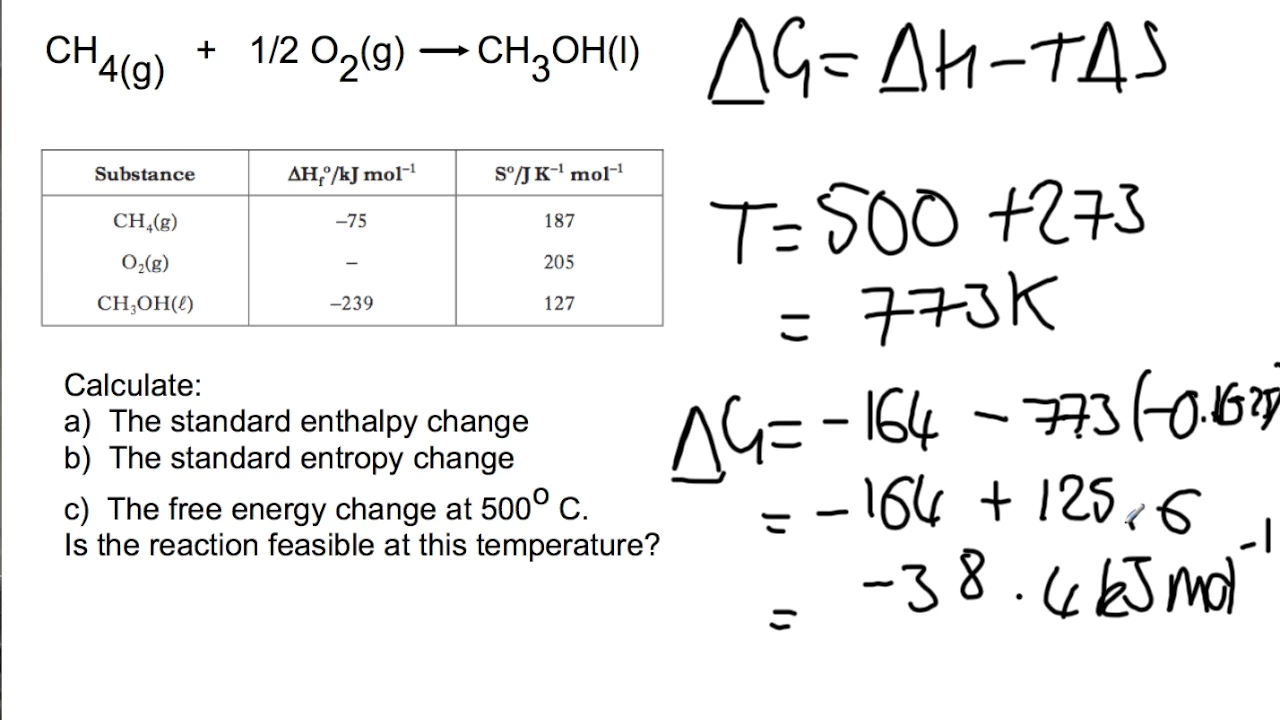 CH4(g) + 1/2 O2(g) → CH3OH(l)
Substance ΔHf°/kJ mol⁻¹ S°/J K⁻¹ mol⁻¹
CH₄(g) −75 187
O₂(g) – 205
CH₃OH(ℓ) −239 127
Calculate:
a) The standard enthalpy change
b) The standard entropy change
c) The free energy change at 500° C.
Is the reaction feasible at this temperature?
ΔG = ΔH − TΔS
T = 500 + 273
= 773K
ΔG = −164 − 773(
= −164 + 125.6
= −38.4 kJ mol⁻¹